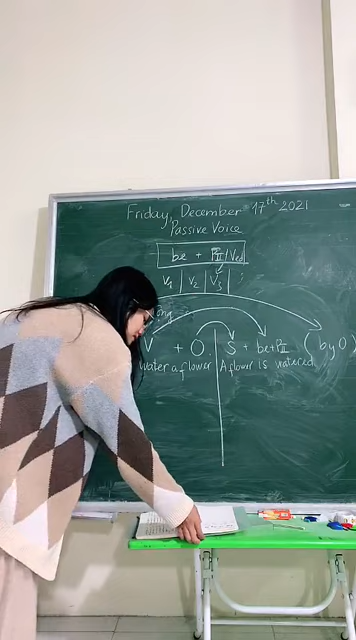 Friday, December 17th 2021
Passive Voice
be + PII/Ved
V1 | V2 | V3 | :
V + O | S + be + PII (by O)
water a flower | A flower is watered.